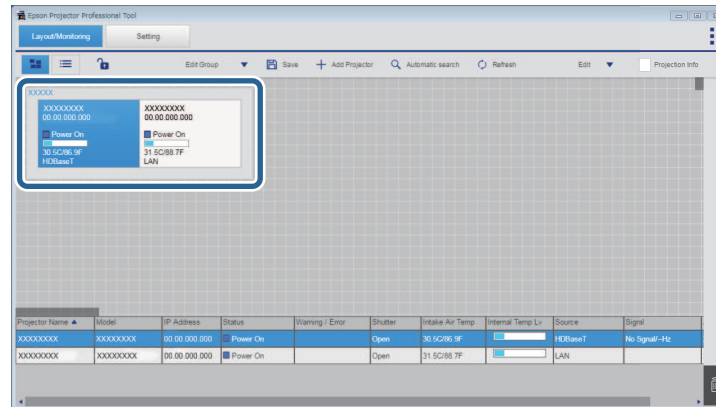 Epson Projector Professional Tool
Layout/Monitoring Setting
Edit Group Save Add Projector Automatic search Refresh Edit Projection Info
XXXXX
XXXXXXXX XXXXXXXX
00.00.000.000 00.00.000.000
Power On Power On
30.5C/86.9F 31.5C/88.7F
HDBaseT LAN
Projector Name Model IP Address Status Warning / Error Shutter Intake Air Temp Internal Temp Lv Source Signal
XXXXXXXX XXXXXXXX 00.00.000.000 Power On Open 30.5C/86.9F HDBaseT No Signal/--Hz
XXXXXXXX XXXXXXXX 00.00.000.000 Power On Open 31.5C/88.7F LAN